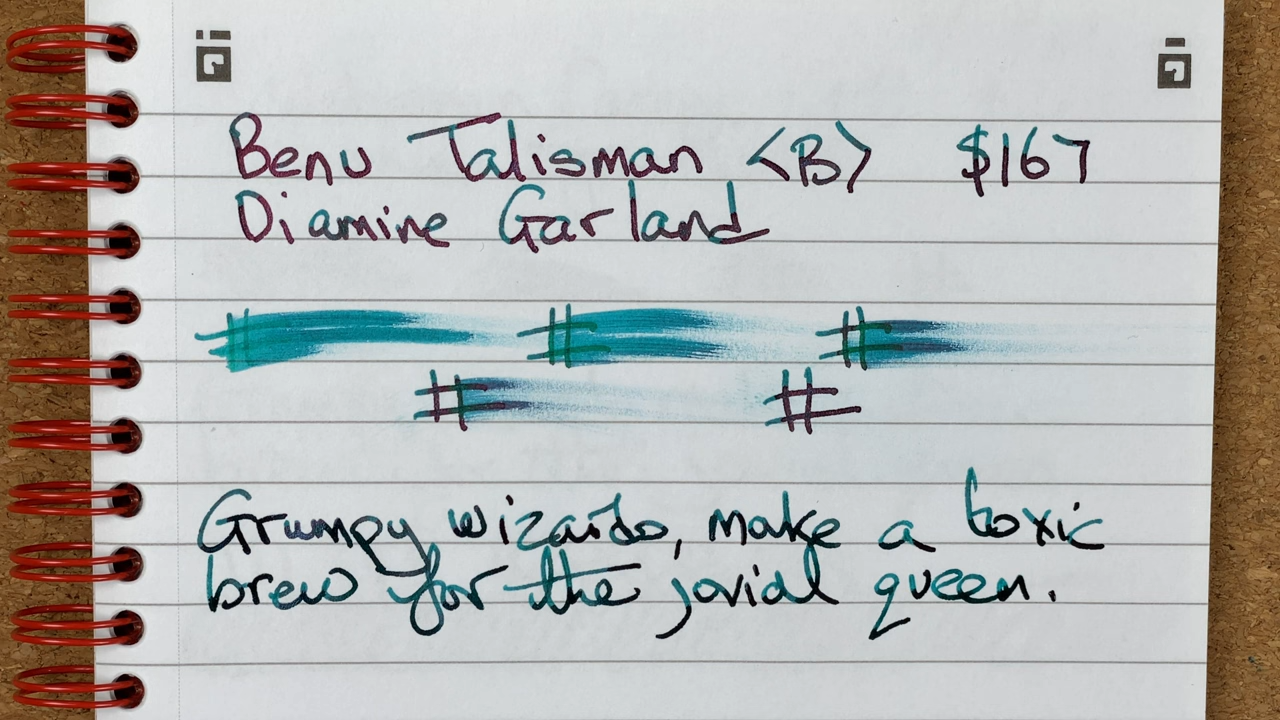 Benu Talisman <B> $167
Diamine Garland
# # #
# #
Grumpy wizards, make a toxic
brew for the jovial queen.